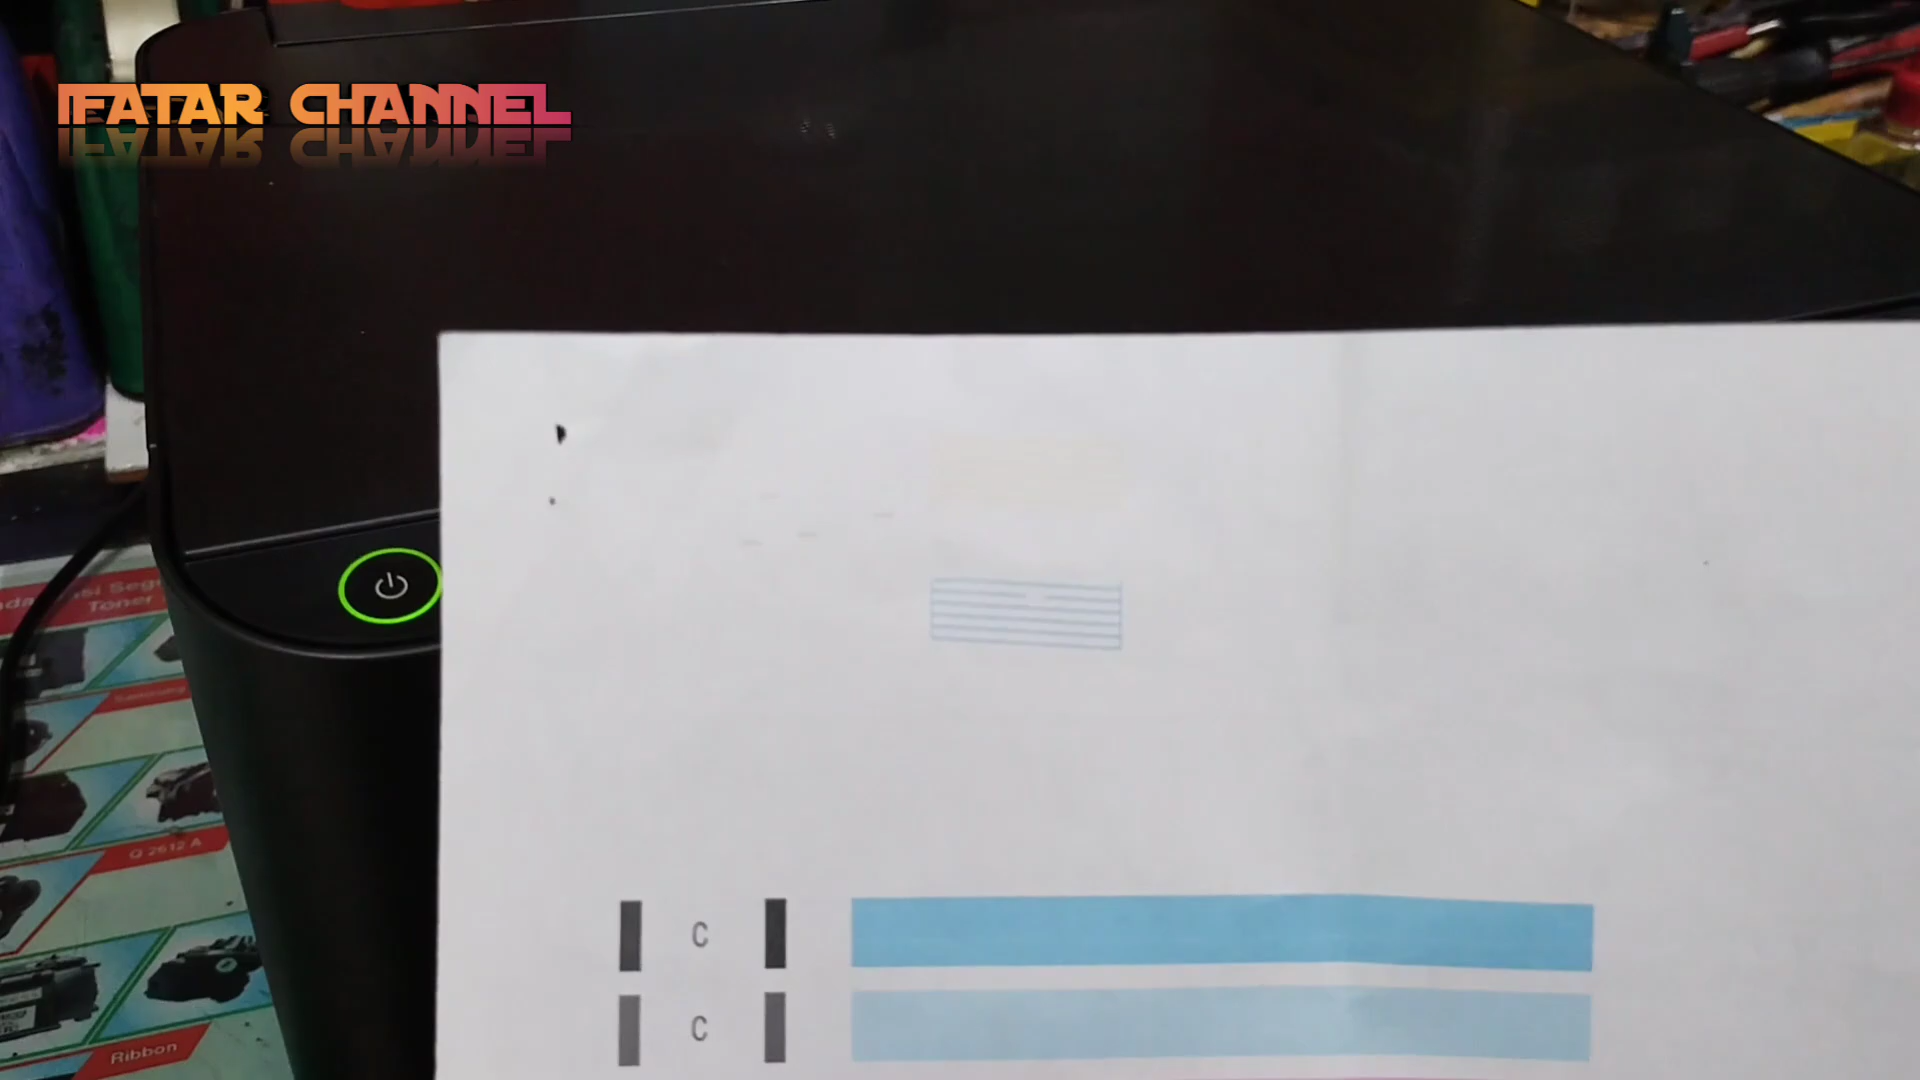 IFATAR CHANNEL
Toner
Q 2612 A
Ribbon
C
C